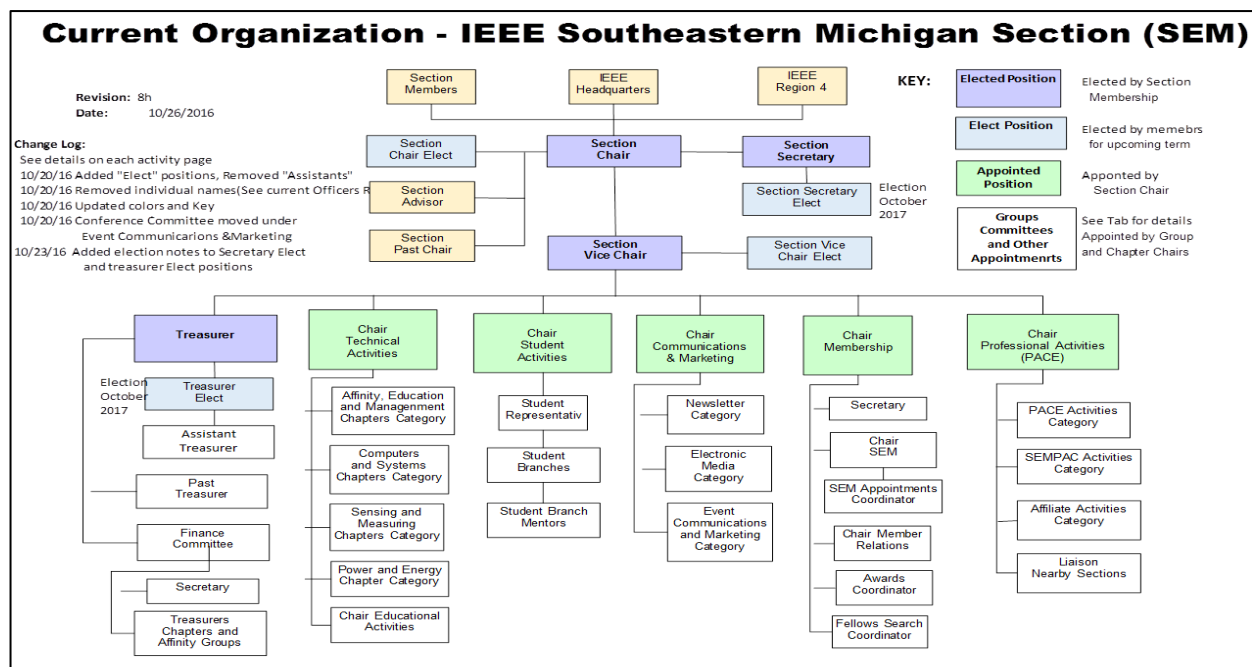 Current Organization - IEEE Southeastern Michigan Section (SEM)
Revision: 8h
Date: 10/26/2016
Change Log:
See details on each activity page
10/20/16 Added "Elect" positions, Removed "Assistants"
10/20/16 Removed individual names(See current Officers R
10/20/16 Updated colors and Key
10/20/16 Conference Committee moved under
Event Communicarions &Marketing
10/23/16 Added election notes to Secretary Elect
and treasurer Elect positions
Section
Members
IEEE
Headquarters
IEEE
Region 4
KEY:
Elected Position
Elected by Section
Membership
Elect Position
Elected by memebrs
for upcoming term
Appointed
Position
Apponted by
Section Chair
Groups
Committees
and Other
Appointmenrts
See Tab for details
Appointed by Group
and Chapter Chairs
Section
Chair Elect
Section
Chair
Section
Secretary
Section
Advisor
Section Secretary
Elect
Election
October
2017
Section
Past Chair
Section
Vice Chair
Section Vice
Chair Elect
Treasurer
Election
October
2017
Treasurer
Elect
Assistant
Treasurer
Past
Treasurer
Finance
Committee
Secretary
Treasurers
Chapters and
Affinity Groups
Chair
Technical
Activities
Affinity, Education
and Mangenment
Chapters Category
Computers
and Systems
Chapters Category
Sensing and
Measuring
Chapters Category
Power and Energy
Chapter Category
Chair Educational
Activities
Chair
Student
Activities
Student
Representativ
Student
Branches
Student Branch
Mentors
Chair
Communications
& Marketing
Newsletter
Category
Electronic
Media
Category
Event
Communications
and Marketing
Category
Chair
Membership
Secretary
Chair
SEM
SEM Appointments
Coordinator
Chair Member
Relations
Awards
Coordinator
Fellows Search
Coordinator
Chair
Professional Activities
(PACE)
PACE Activities
Category
SEMPAC Activities
Category
Affiliate Activities
Category
Liaison
Nearby Sections